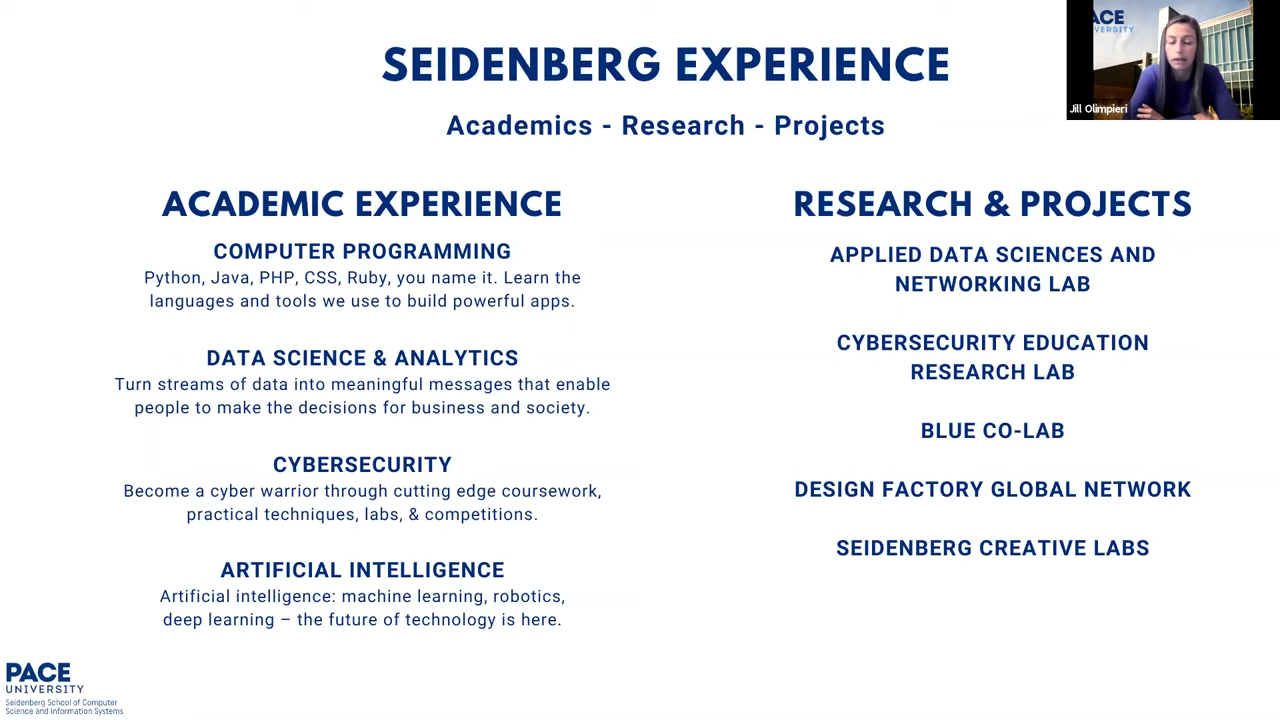 SEIDENBERG EXPERIENCE
Academics - Research - Projects
ACE
VERSITY
Jill Olimpieri
ACADEMIC EXPERIENCE
COMPUTER PROGRAMMING
Python, Java, PHP, CSS, Ruby, you name it. Learn the
languages and tools we use to build powerful apps.
DATA SCIENCE & ANALYTICS
Turn streams of data into meaningful messages that enable
people to make the decisions for business and society.
CYBERSECURITY
Become a cyber warrior through cutting edge coursework,
practical techniques, labs, & competitions.
ARTIFICIAL INTELLIGENCE
Artificial intelligence: machine learning, robotics,
deep learning – the future of technology is here.
RESEARCH & PROJECTS
APPLIED DATA SCIENCES AND
NETWORKING LAB
CYBERSECURITY EDUCATION
RESEARCH LAB
BLUE CO-LAB
DESIGN FACTORY GLOBAL NETWORK
SEIDENBERG CREATIVE LABS
PACE
UNIVERSITY
Seidenberg School of Computer
Science and Information Systems